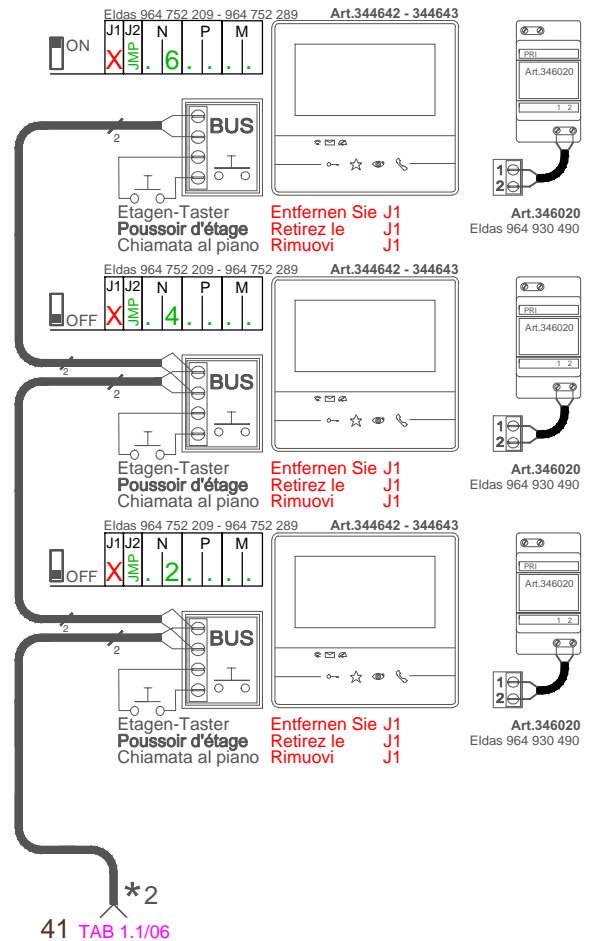 Eldas 964 752 209 - 964 752 289 Art.344642 - 344643
J1 J2 N P M
ON X JMP . 6 . . . .
PRI
Art.346020
1 2
BUS
2
1
2
Etagen-Taster Entfernen Sie J1 Art.346020
Poussoir d'étage Retirez le J1 Eldas 964 930 490
Chiamata al piano Rimuovi J1
Eldas 964 752 209 - 964 752 289 Art.344642 - 344643
J1 J2 N P M
OFF X JMP . 4 . . . .
PRI
Art.346020
1 2
BUS
2
2
1
2
Etagen-Taster Entfernen Sie J1 Art.346020
Poussoir d'étage Retirez le J1 Eldas 964 930 490
Chiamata al piano Rimuovi J1
Eldas 964 752 209 - 964 752 289 Art.344642 - 344643
J1 J2 N P M
OFF X JMP . 2 . . . .
PRI
Art.346020
1 2
BUS
2
2
1
2
Etagen-Taster Entfernen Sie J1 Art.346020
Poussoir d'étage Retirez le J1 Eldas 964 930 490
Chiamata al piano Rimuovi J1
*2
41 TAB 1.1/06